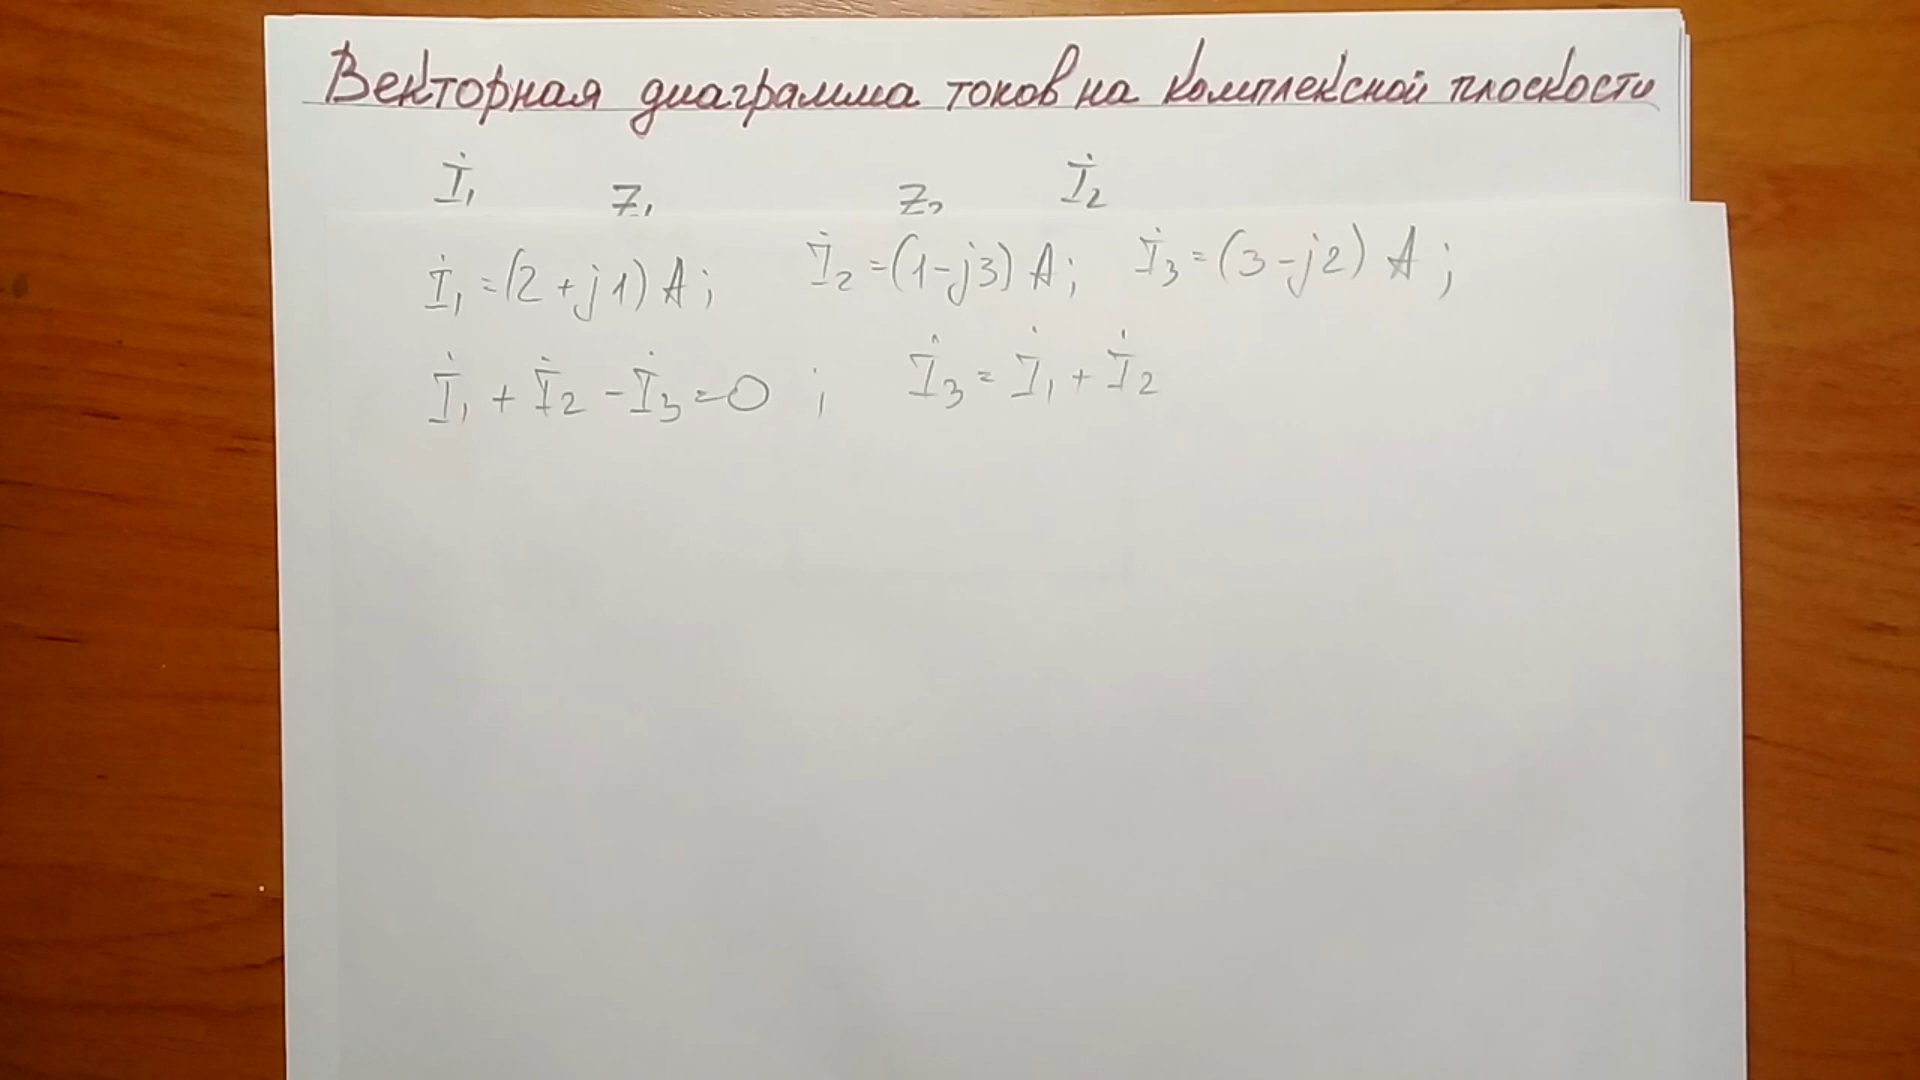 Векторная диаграмма токов на комплексной плоскости
İ₁ Z₁ Z₂ İ₂
İ₁ = (2 + j1) A; İ₂ = (1 - j3) A; İ₃ = (3 - j2) A;
İ₁ + İ₂ - İ₃ = 0 ; İ₃ = İ₁ + İ₂